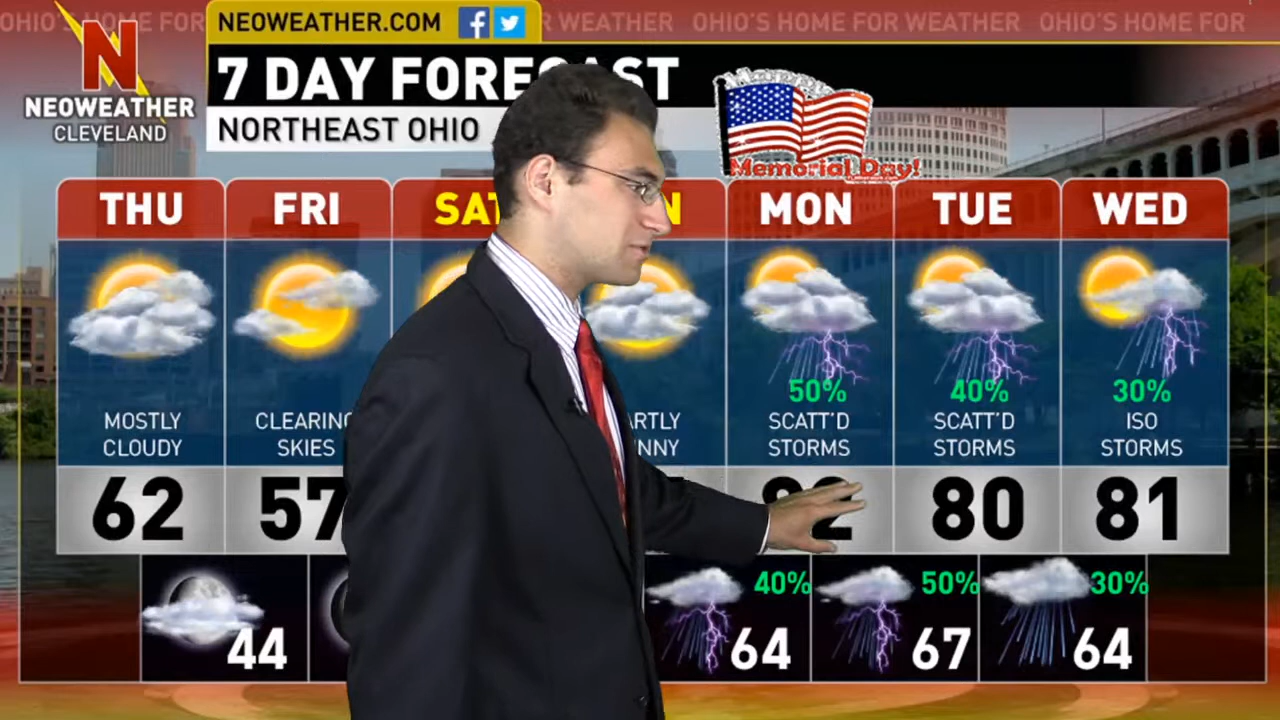 OHIO'S HOME FOR WEATHER OHIO'S HOME FOR WEATHER OHIO'S HOME FOR
NEOWEATHER.COM
N
NEOWEATHER
CLEVELAND
7 DAY FORECAST
NORTHEAST OHIO
Memorial Day!
THU FRI SAT MON TUE WED
50% 40% 30%
MOSTLY CLEARING SCATT'D SCATT'D ISO
CLOUDY SKIES STORMS STORMS STORMS
62 57 80 81
40% 50% 30%
44 64 67 64